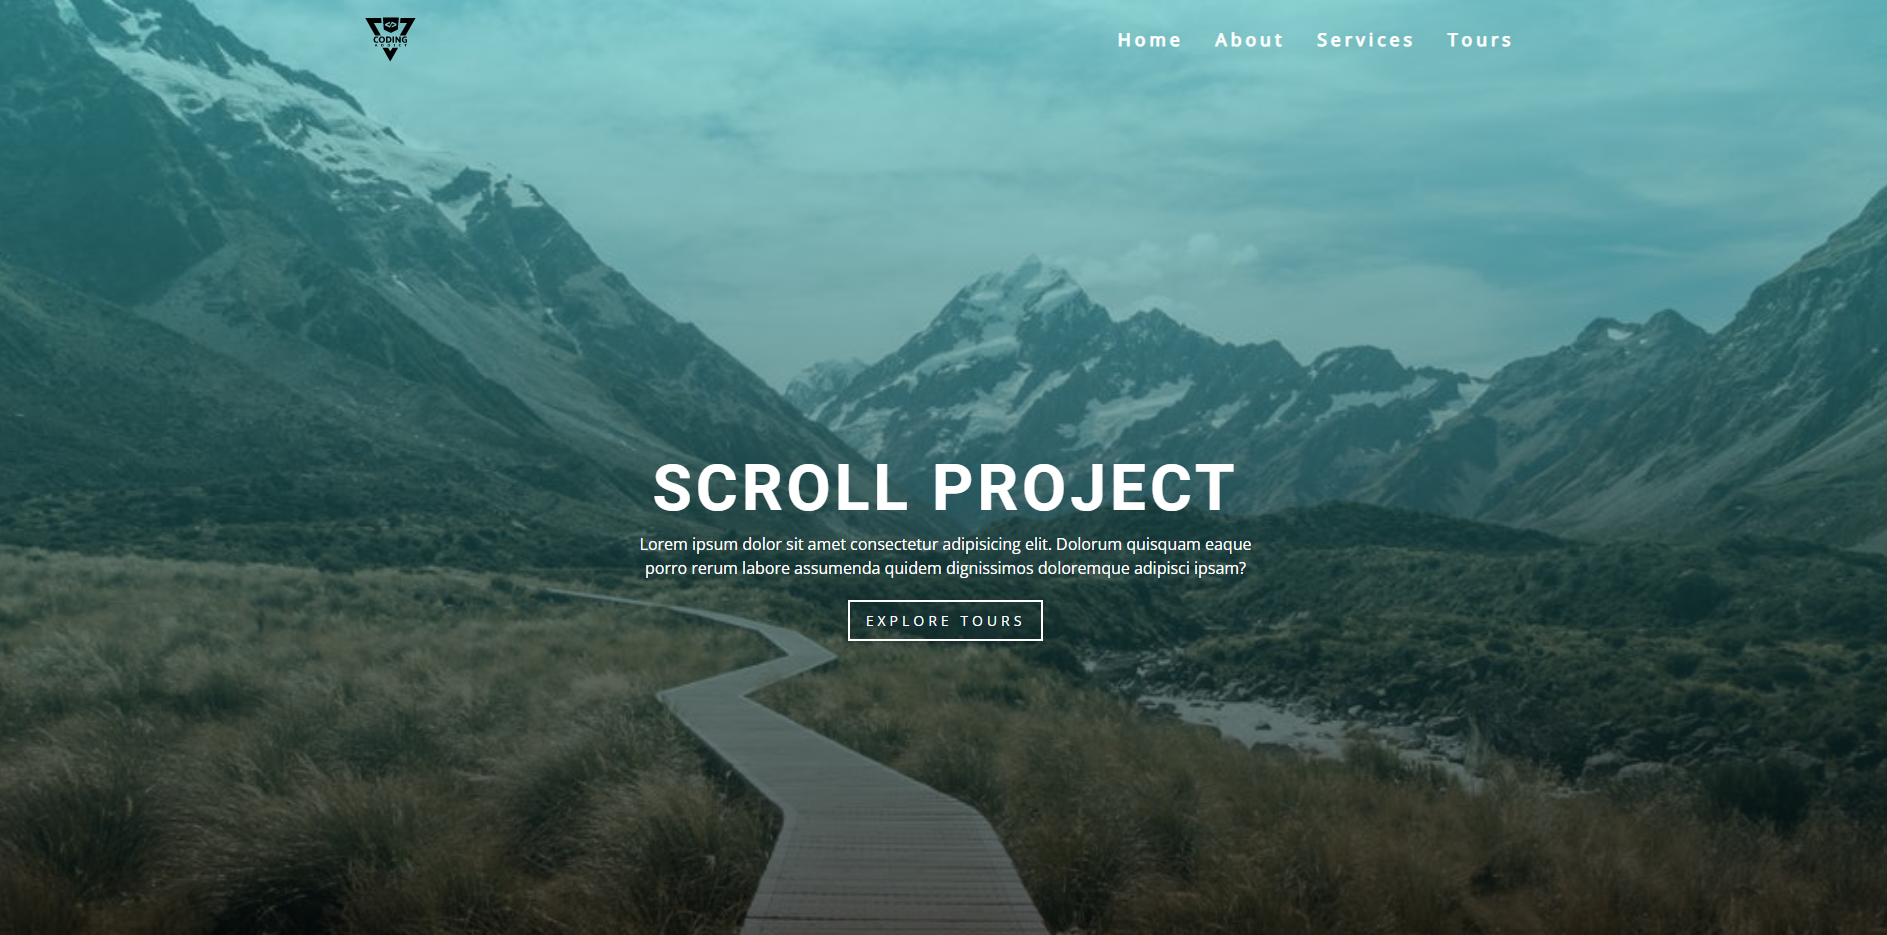 CODING
ADDICT
Home About Services Tours
SCROLL PROJECT
Lorem ipsum dolor sit amet consectetur adipisicing elit. Dolorum quisquam eaque
porro rerum labore assumenda quidem dignissimos doloremque adipisci ipsam?
EXPLORE TOURS